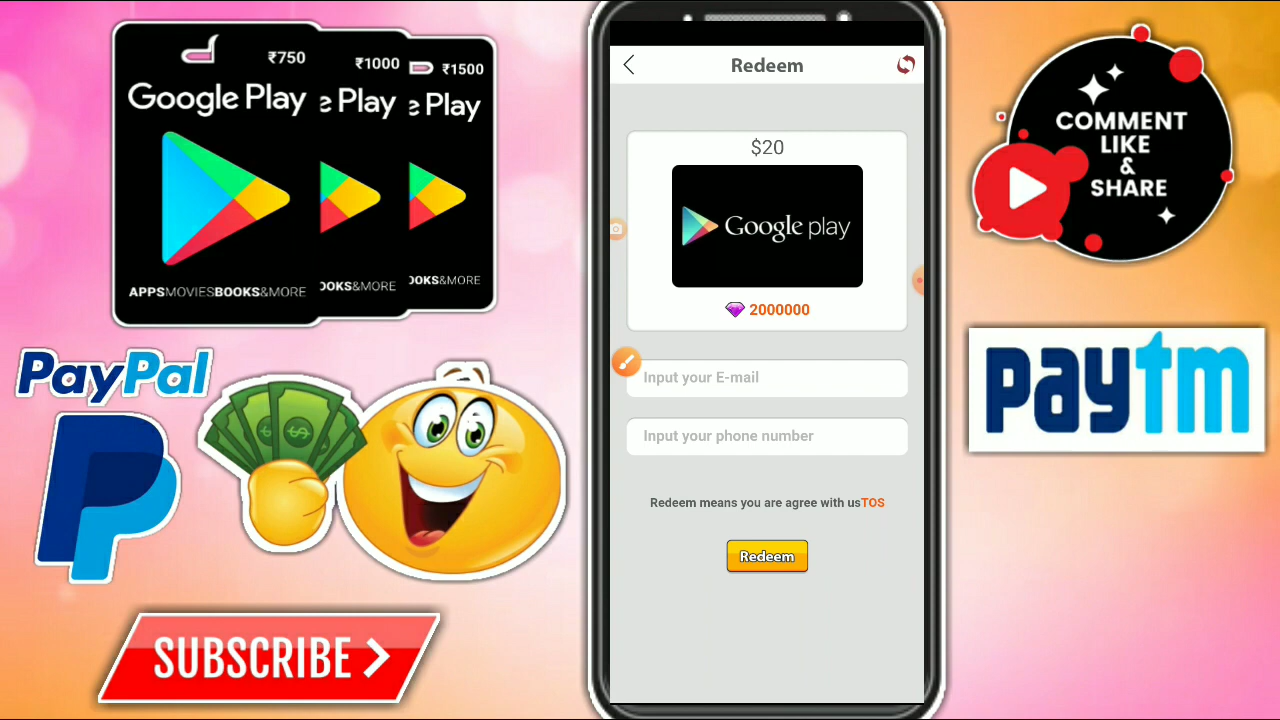 ₹750
Google Play
APPSMOVIESBOOKS&MORE
₹1000
e Play
OOKS&MORE
₹1500
e Play
OOKS&MORE
PayPal
SUBSCRIBE
Redeem
$20
Google play
2000000
Input your E-mail
Input your phone number
Redeem means you are agree with usTOS
Redeem
COMMENT
LIKE
&
SHARE
paytm